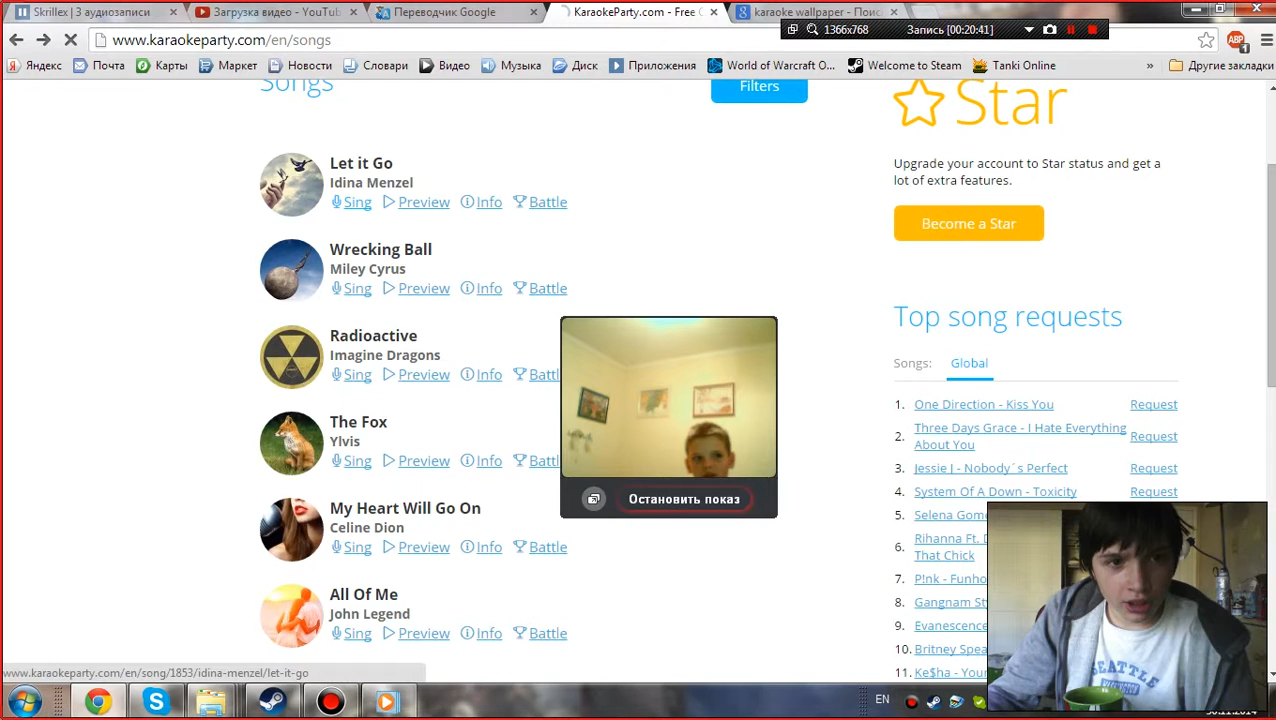 Skrillex | 3 аудиозаписи
Загрузка видео - YouTub
Переводчик Google
KaraokeParty.com - Free O
karaoke wallpaper - Поис
1366x768
Запись [00:20:41]
www.karaokeparty.com/en/songs
ABP
1
Яндекс
Почта
Карты
Маркет
Новости
Словари
Видео
Музыка
Диск
Приложения
World of Warcraft O...
Welcome to Steam
Tanki Online
»
Другие закладки
Songs
Filters
Let it Go
Idina Menzel
Sing Preview Info Battle
Wrecking Ball
Miley Cyrus
Sing Preview Info Battle
Radioactive
Imagine Dragons
Sing Preview Info Battl
The Fox
Ylvis
Sing Preview Info Battl
My Heart Will Go On
Celine Dion
Sing Preview Info Battle
All Of Me
John Legend
Sing Preview Info Battle
Остановить показ
Star
Upgrade your account to Star status and get a
lot of extra features.
Become a Star
Top song requests
Songs: Global
1. One Direction - Kiss You Request
2. Three Days Grace - I Hate Everything
About You Request
3. Jessie J - Nobody´s Perfect Request
4. System Of A Down - Toxicity Request
5. Selena Gom
6. Rihanna Ft.
That Chick
7. P!nk - Funho
8. Gangnam St
9. Evanescence
10. Britney Spea
11. Ke$ha - Your
SEATTLE
www.karaokeparty.com/en/song/1853/idina-menzel/let-it-go
EN